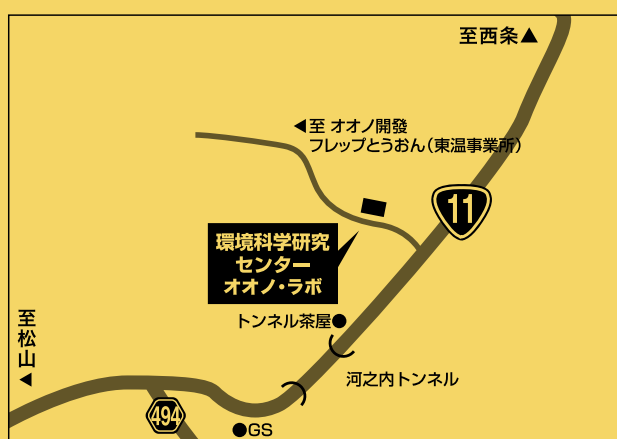 至西条▲
◀至 オオノ開發
フレップとうおん(東温事業所)
11
環境科学研究
センター
オオノ・ラボ
トンネル茶屋●
至松山◀
河之内トンネル
494
●GS